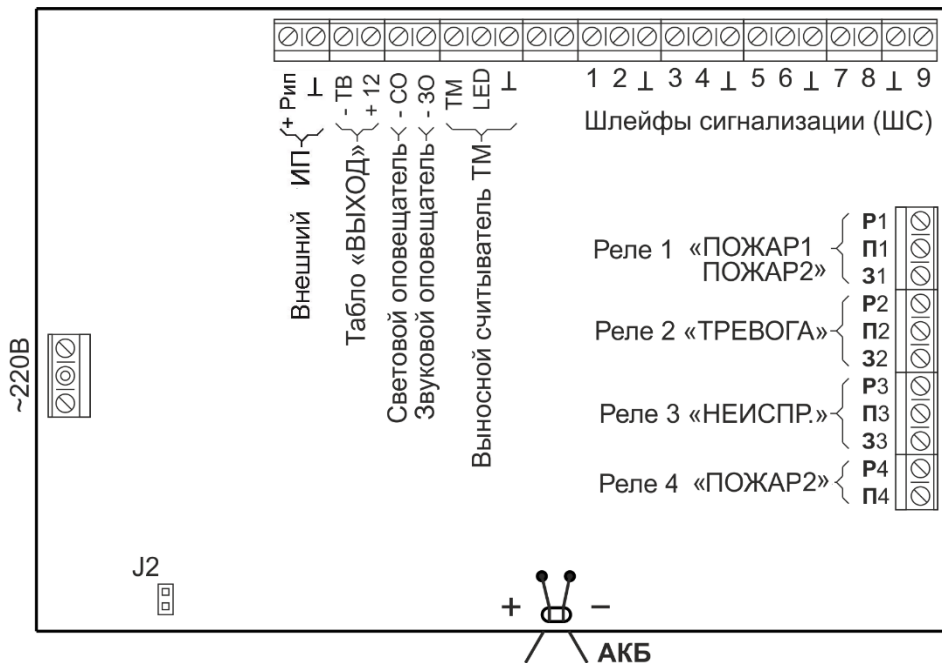 + Рип ⊥
- ТВ + 12
- СО - ЗО
ТМ LED ⊥
1 2 ⊥ 3 4 ⊥ 5 6 ⊥ 7 8 ⊥ 9
Шлейфы сигнализации (ШС)
Внешний ИП
Табло «ВЫХОД»
Световой оповещатель
Звуковой оповещатель
Выносной считыватель ТМ
Реле 1 «ПОЖАР1
ПОЖАР2»
Р1
П1
З1
Реле 2 «ТРЕВОГА»
Р2
П2
З2
Реле 3 «НЕИСПР.»
Р3
П3
З3
Реле 4 «ПОЖАР2»
Р4
П4
~220В
J2
+ −
АКБ